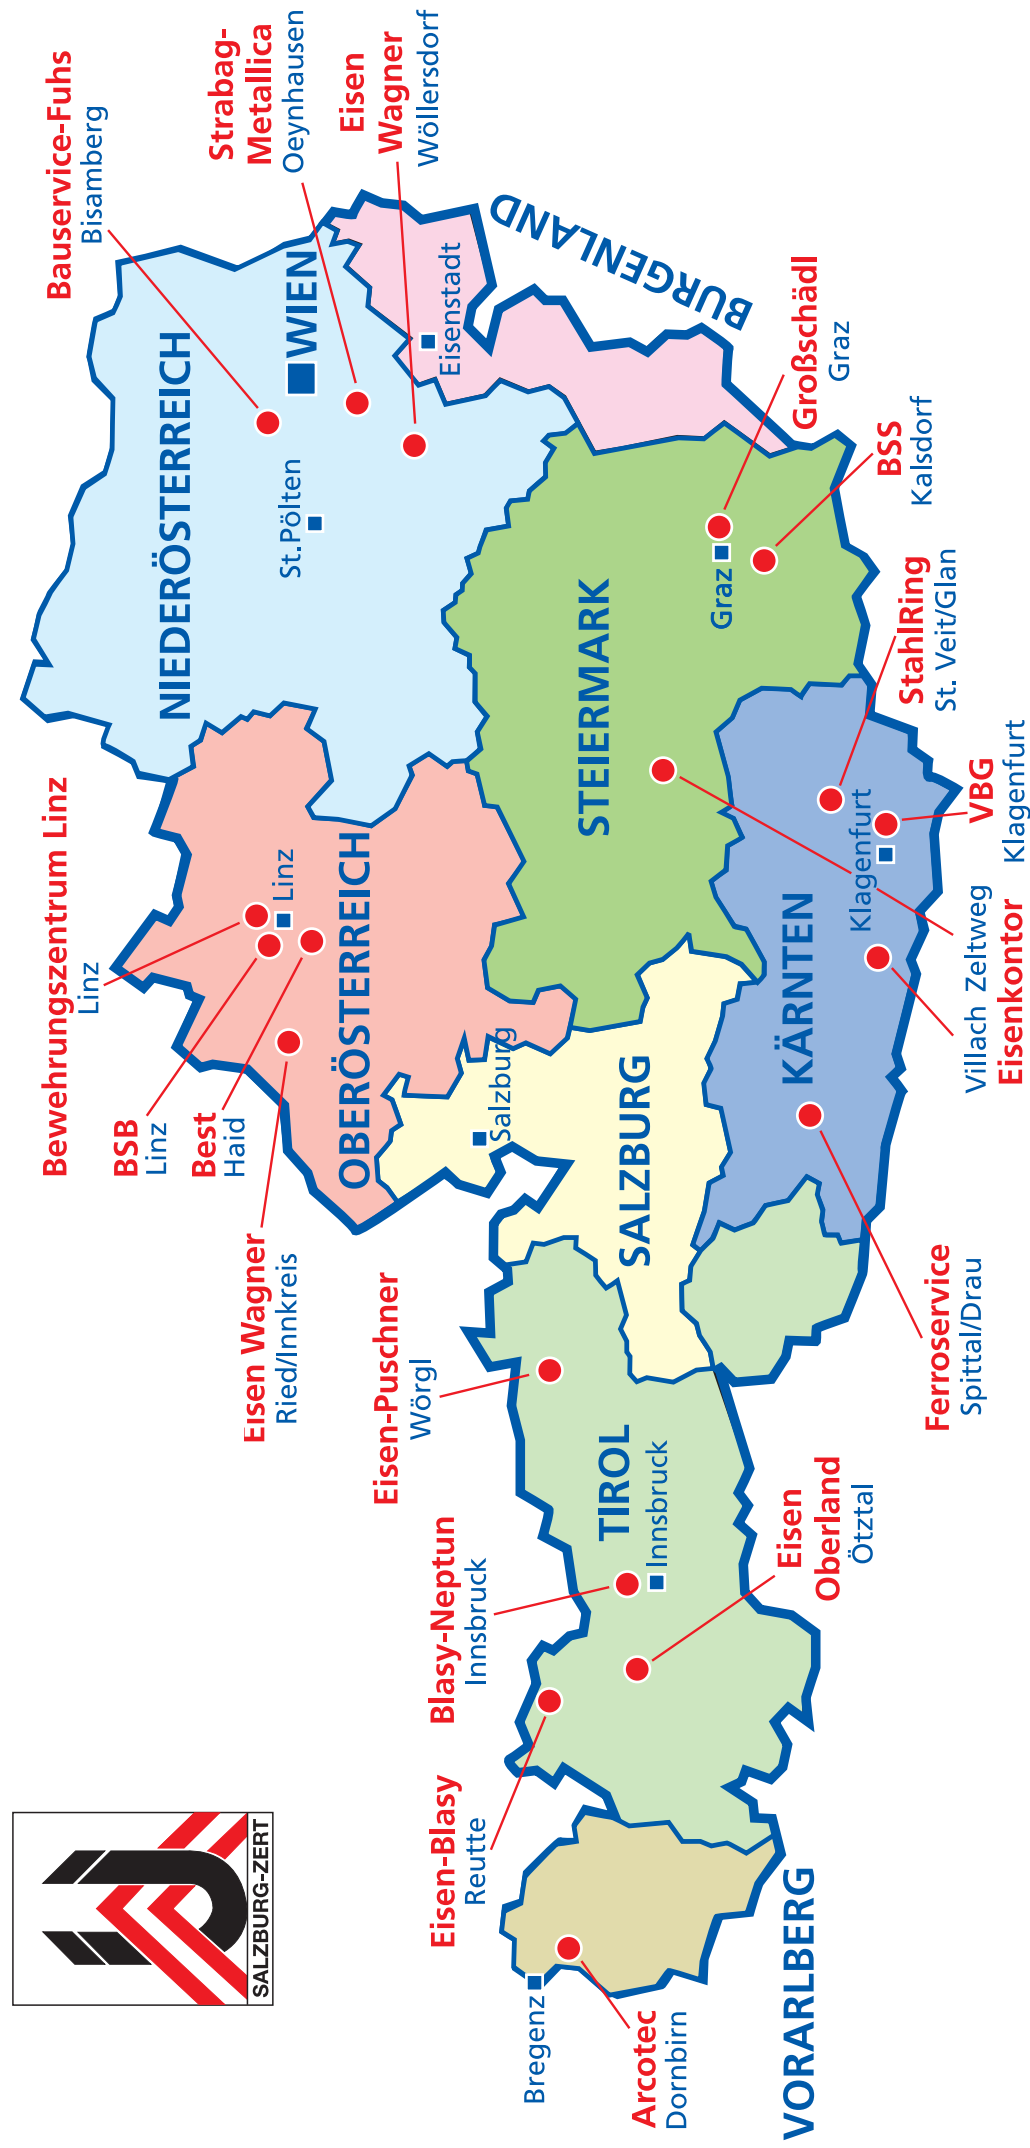 SALZBURG-ZERT
Bewehrungszentrum Linz
Linz
BSB
Linz
Best
Haid
Eisen Wagner
Ried/Innkreis
Eisen-Puschner
Wörgl
Blasy-Neptun
Innsbruck
Eisen-Blasy
Reutte
Bregenz
Arcotec
Dornbirn
VORARLBERG
Bauservice-Fuhs
Bisamberg
Strabag-
Metallica
Oeynhausen
Eisen
Wagner
Wöllersdorf
NIEDERÖSTERREICH
WIEN
St.Pölten
Eisenstadt
BURGENLAND
Linz
OBERÖSTERREICH
Salzburg
SALZBURG
STEIERMARK
Graz
TIROL
Innsbruck
KÄRNTEN
Klagenfurt
Großschädl
Graz
BSS
Kalsdorf
StahlRing
St. Veit/Glan
VBG
Klagenfurt
Villach Zeltweg
Eisenkontor
Ferroservice
Spittal/Drau
Eisen
Oberland
Ötztal